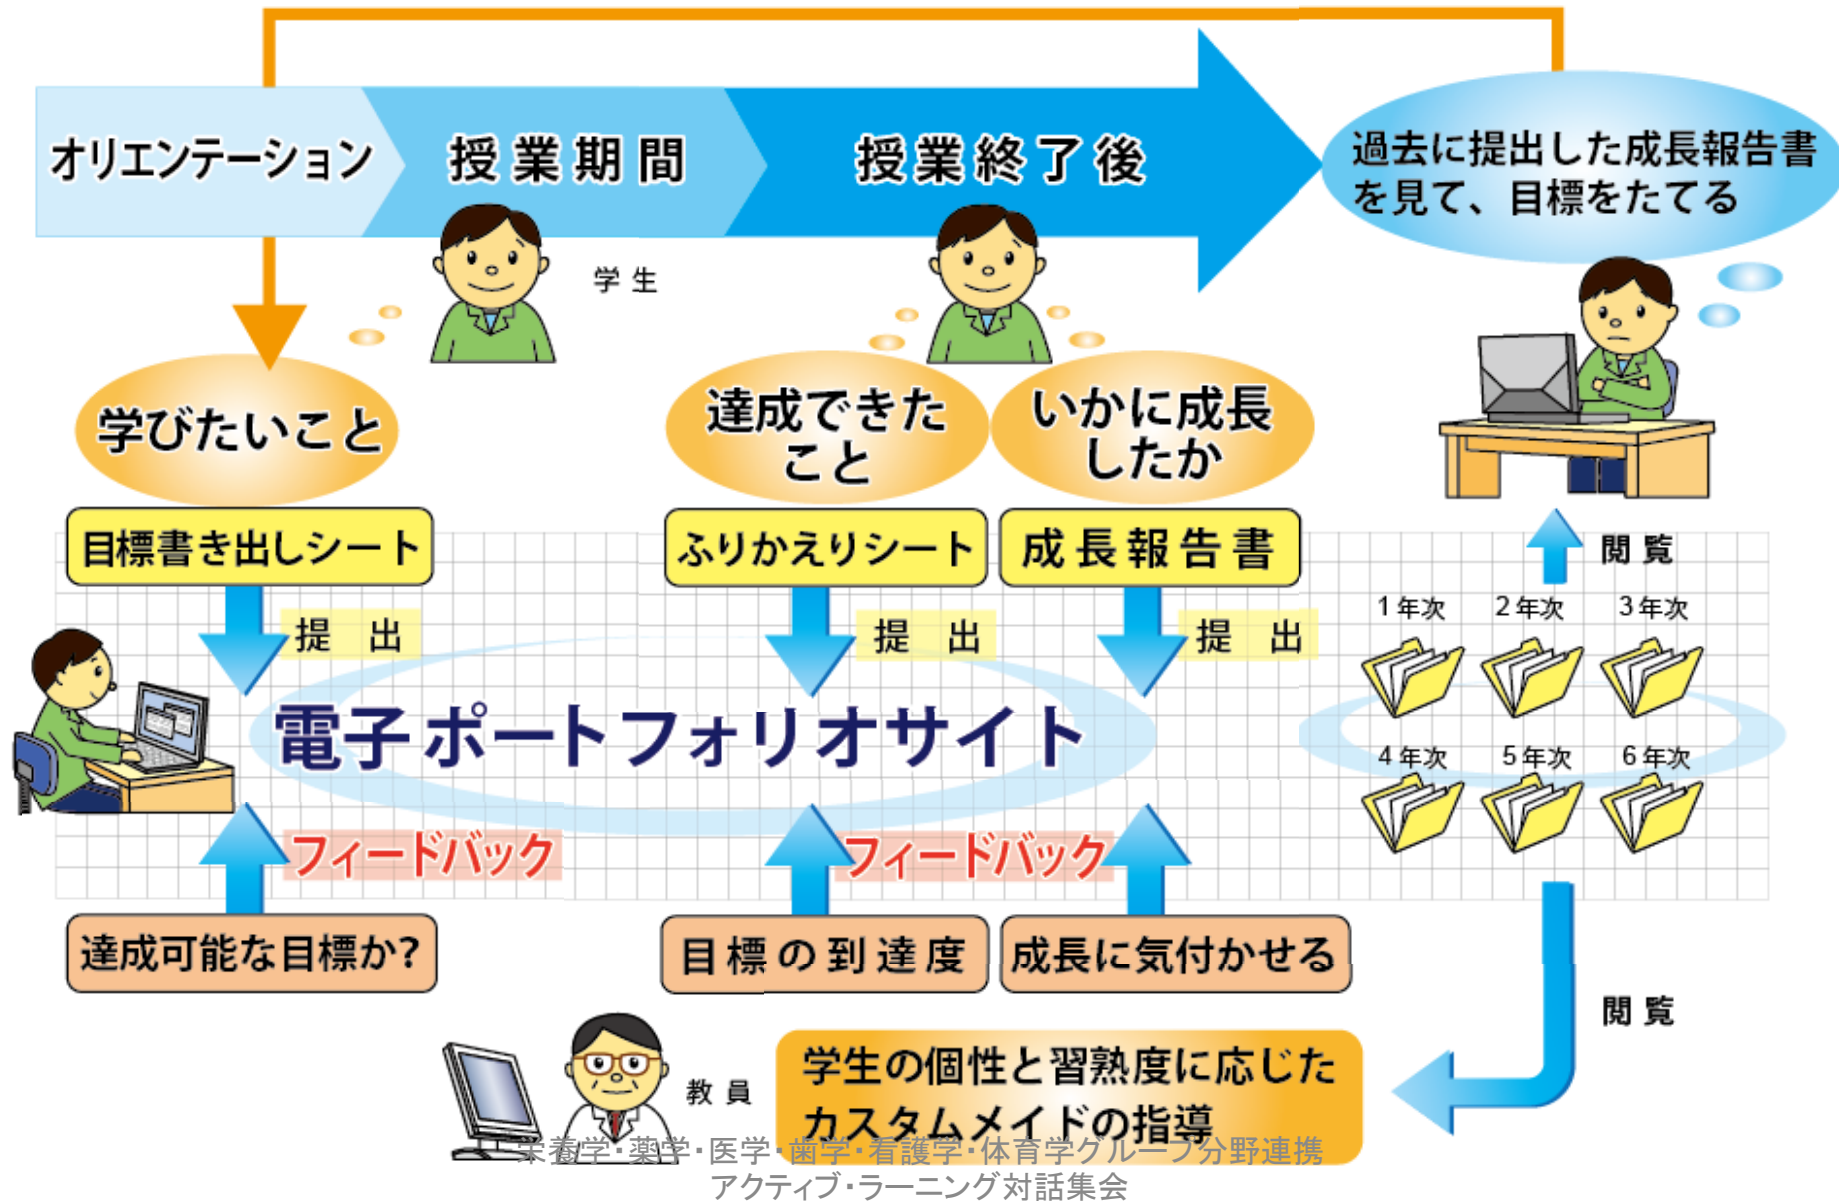 オリエンテーション
授業期間
授業終了後
過去に提出した成長報告書
を見て、目標をたてる
学生
学びたいこと
達成できた
こと
いかに成長
したか
目標書き出しシート
ふりかえりシート
成長報告書
閲覧
提出
提出
提出
1年次
2年次
3年次
電子ポートフォリオサイト
4年次
5年次
6年次
フィードバック
フィードバック
達成可能な目標か?
目標の到達度
成長に気付かせる
閲覧
教員
学生の個性と習熟度に応じた
カスタムメイドの指導
栄養学・薬学・医学・歯学・看護学・体育学グループ分野連携
アクティブ・ラーニング対話集会